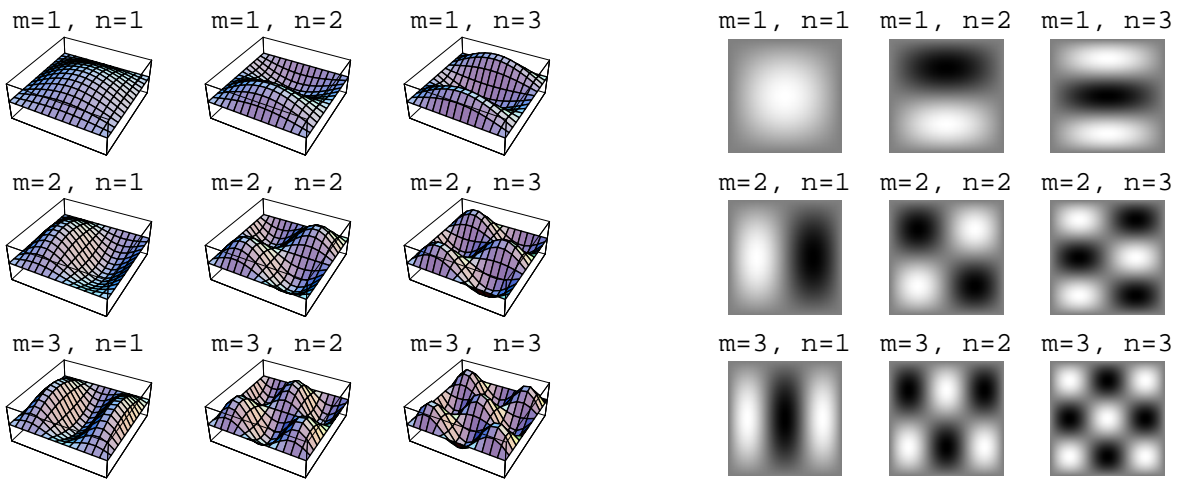 m=1, n=1 m=1, n=2 m=1, n=3 m=1, n=1 m=1, n=2 m=1, n=3
m=2, n=1 m=2, n=2 m=2, n=3 m=2, n=1 m=2, n=2 m=2, n=3
m=3, n=1 m=3, n=2 m=3, n=3 m=3, n=1 m=3, n=2 m=3, n=3